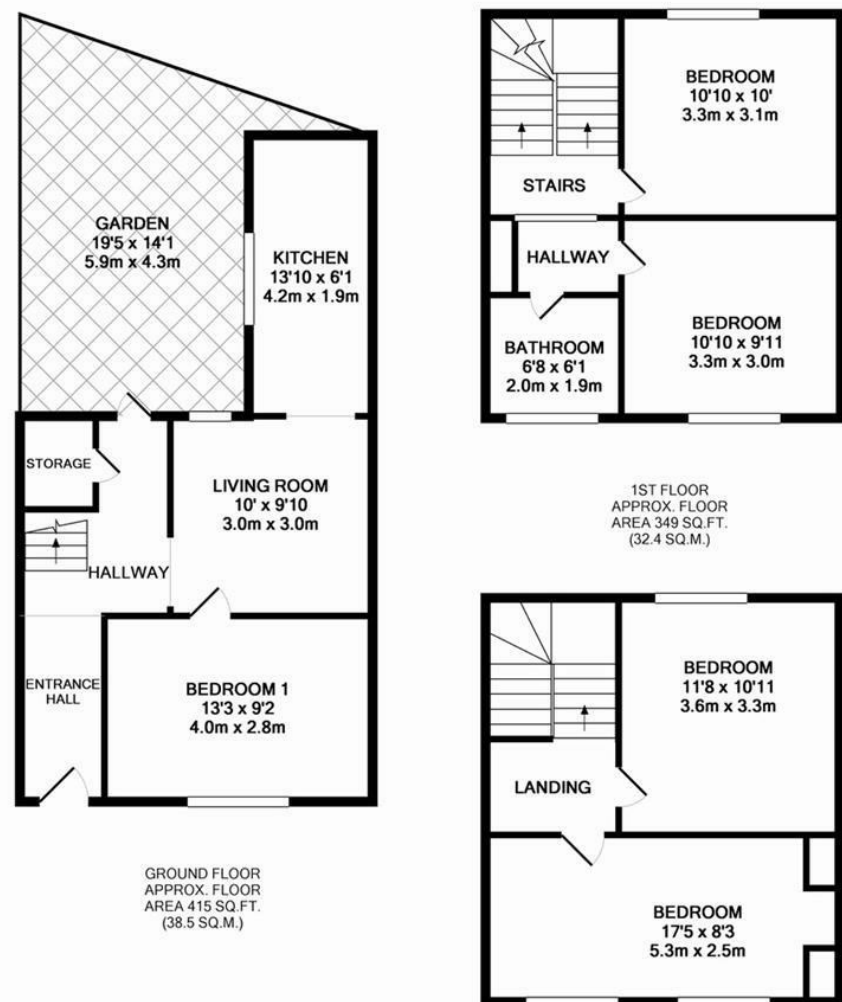 GARDEN
19'5 x 14'1
5.9m x 4.3m
KITCHEN
13'10 x 6'1
4.2m x 1.9m
STORAGE
LIVING ROOM
10' x 9'10
3.0m x 3.0m
HALLWAY
ENTRANCE
HALL
BEDROOM 1
13'3 x 9'2
4.0m x 2.8m
GROUND FLOOR
APPROX. FLOOR
AREA 415 SQ.FT.
(38.5 SQ.M.)
BEDROOM
10'10 x 10'
3.3m x 3.1m
STAIRS
HALLWAY
BEDROOM
10'10 x 9'11
3.3m x 3.0m
BATHROOM
6'8 x 6'1
2.0m x 1.9m
1ST FLOOR
APPROX. FLOOR
AREA 349 SQ.FT.
(32.4 SQ.M.)
BEDROOM
11'8 x 10'11
3.6m x 3.3m
LANDING
BEDROOM
17'5 x 8'3
5.3m x 2.5m